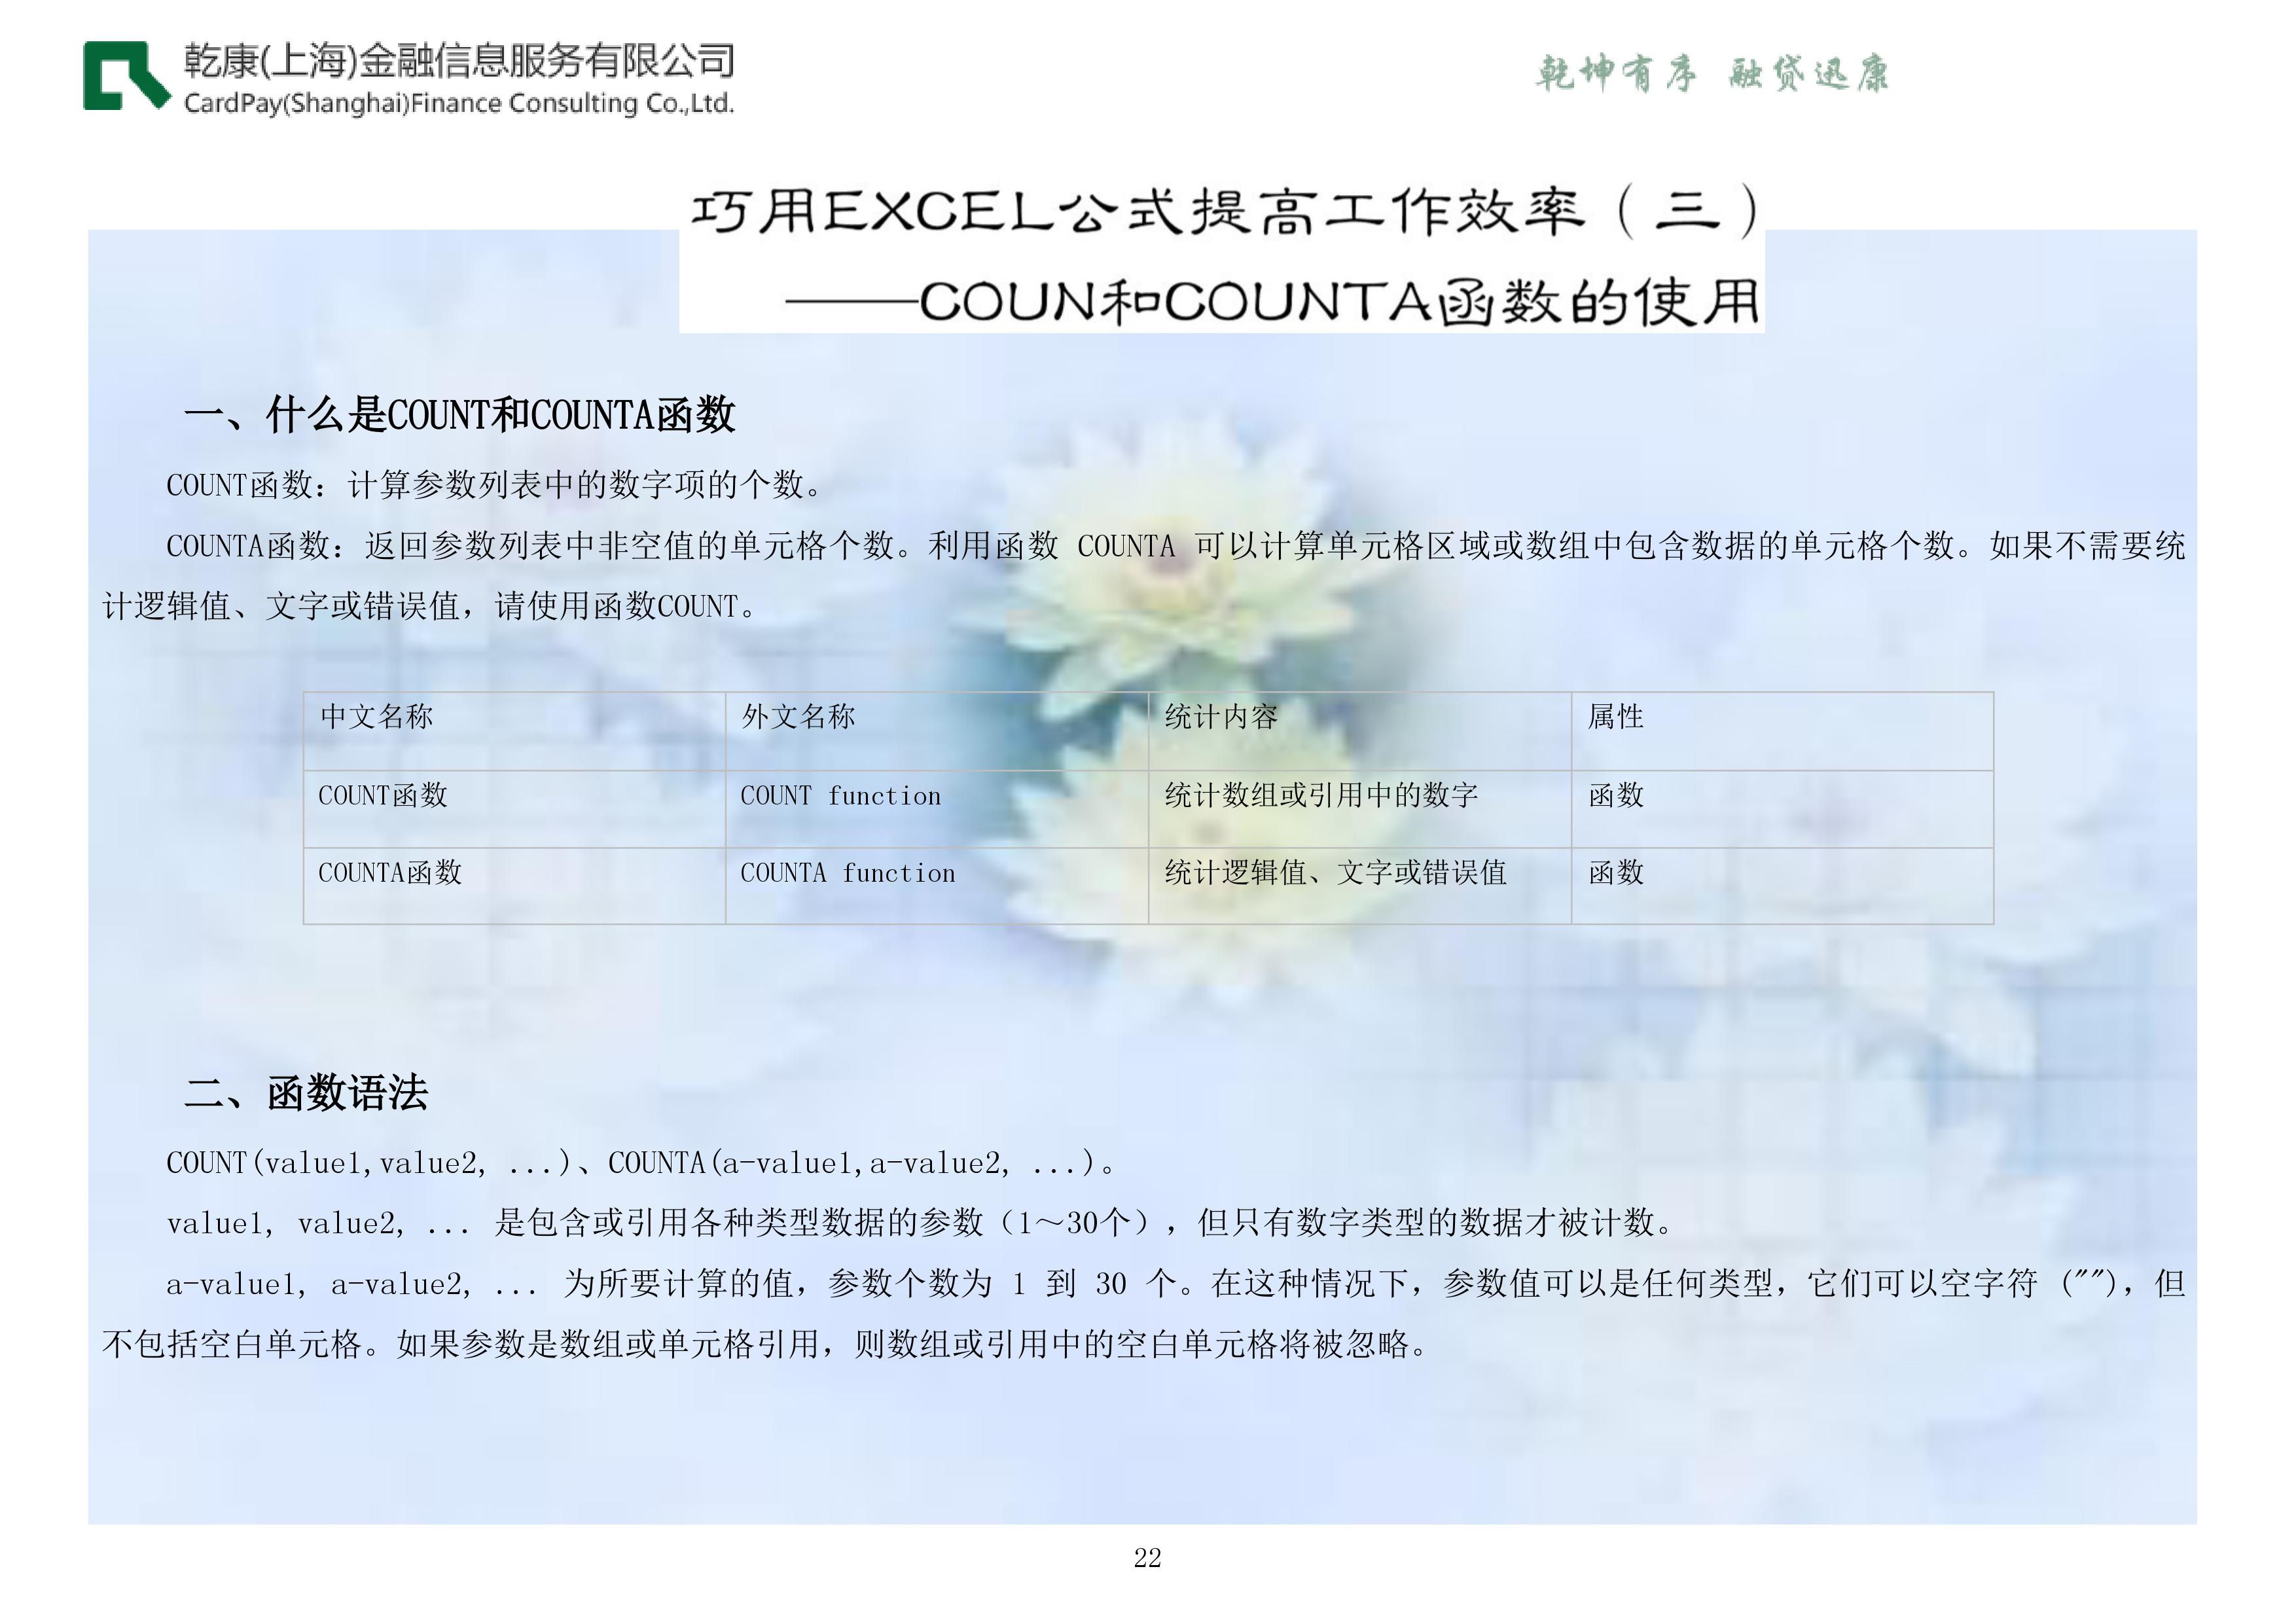 乾康(上海)金融信息服务有限公司
CardPay(Shanghai)Finance Consulting Co.,Ltd.
乾坤有序 融贷迅康
巧用EXCEL公式提高工作效率（三）
——COUN和COUNTA函数的使用
一、什么是COUNT和COUNTA函数
COUNT函数：计算参数列表中的数字项的个数。
COUNTA函数：返回参数列表中非空值的单元格个数。利用函数 COUNTA 可以计算单元格区域或数组中包含数据的单元格个数。如果不需要统
计逻辑值、文字或错误值，请使用函数COUNT。
中文名称 外文名称 统计内容 属性
COUNT函数 COUNT function 统计数组或引用中的数字 函数
COUNTA函数 COUNTA function 统计逻辑值、文字或错误值 函数
二、函数语法
COUNT(value1,value2, ...)、COUNTA(a-value1,a-value2, ...)。
value1, value2, ... 是包含或引用各种类型数据的参数（1～30个），但只有数字类型的数据才被计数。
a-value1, a-value2, ... 为所要计算的值，参数个数为 1 到 30 个。在这种情况下，参数值可以是任何类型，它们可以空字符 ("")，但
不包括空白单元格。如果参数是数组或单元格引用，则数组或引用中的空白单元格将被忽略。
22